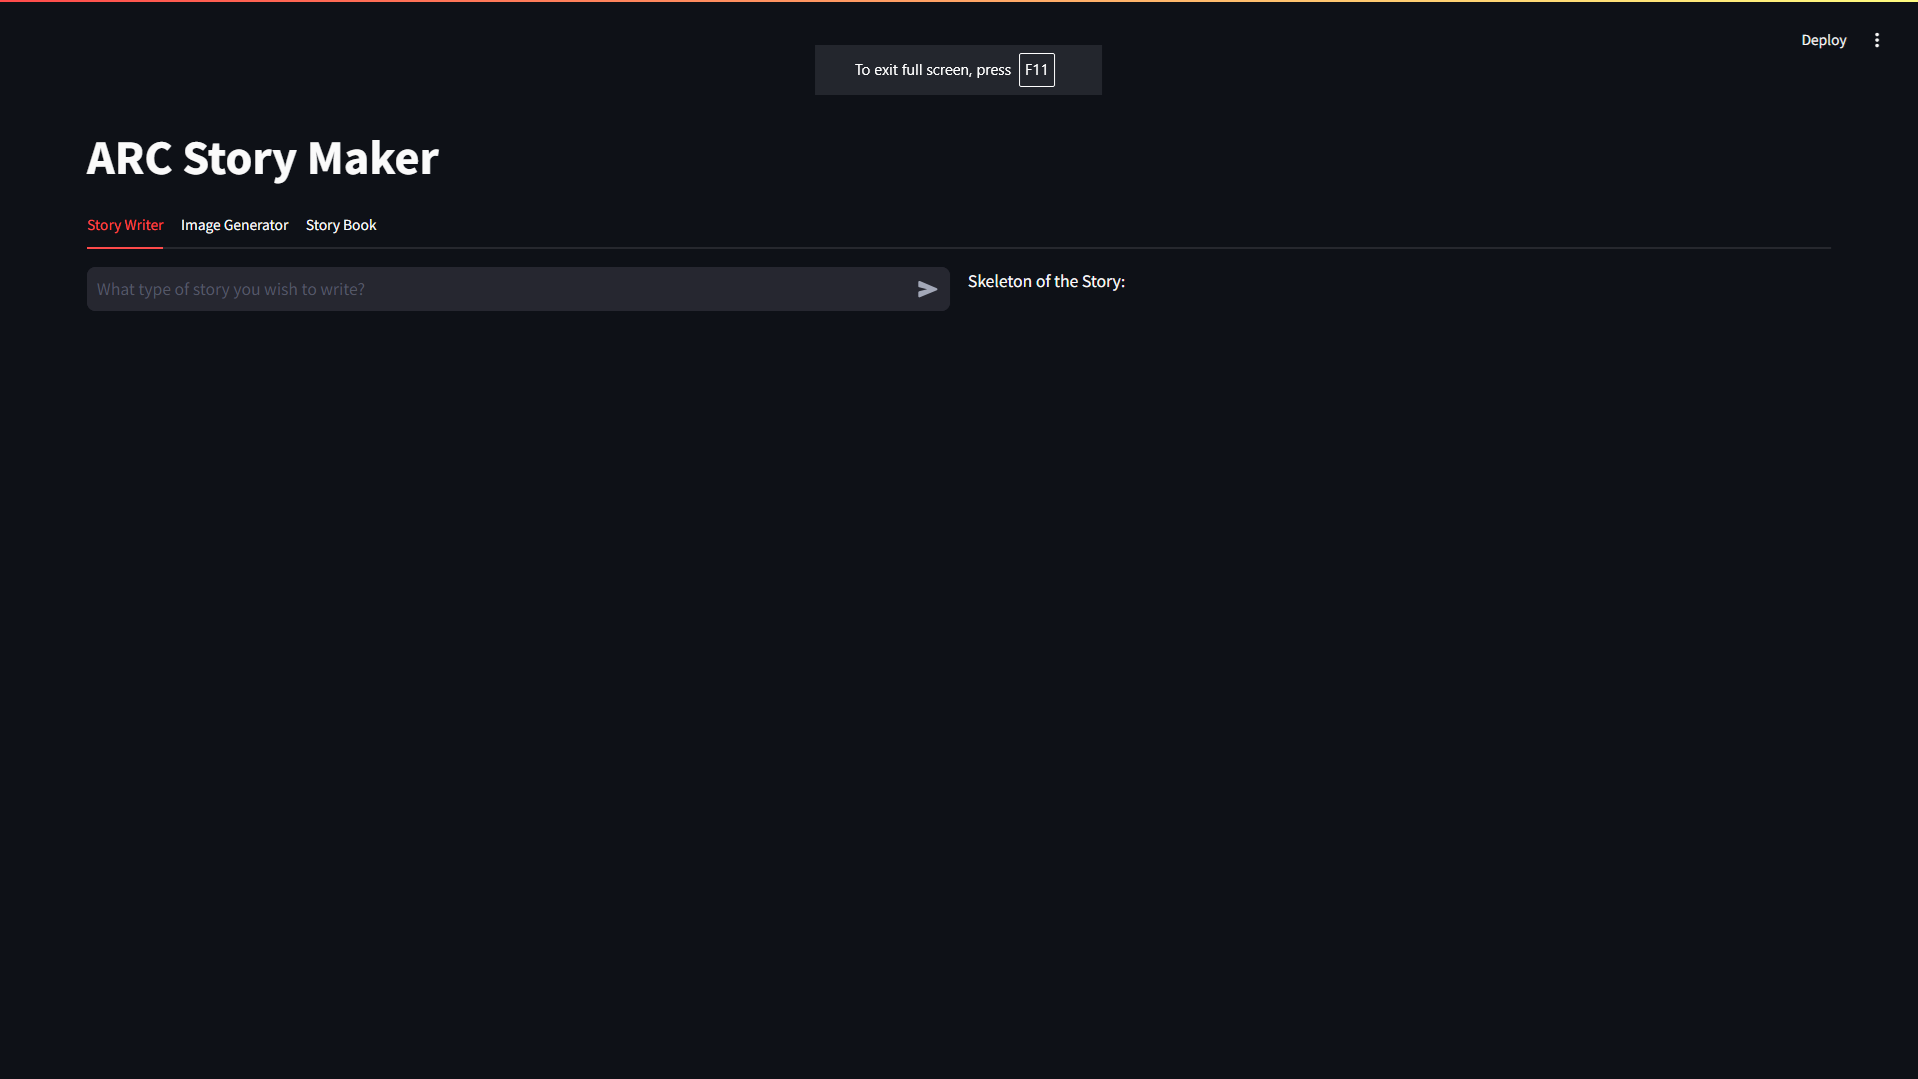 Deploy
To exit full screen, press F11
ARC Story Maker
Story Writer Image Generator Story Book
What type of story you wish to write?
Skeleton of the Story: